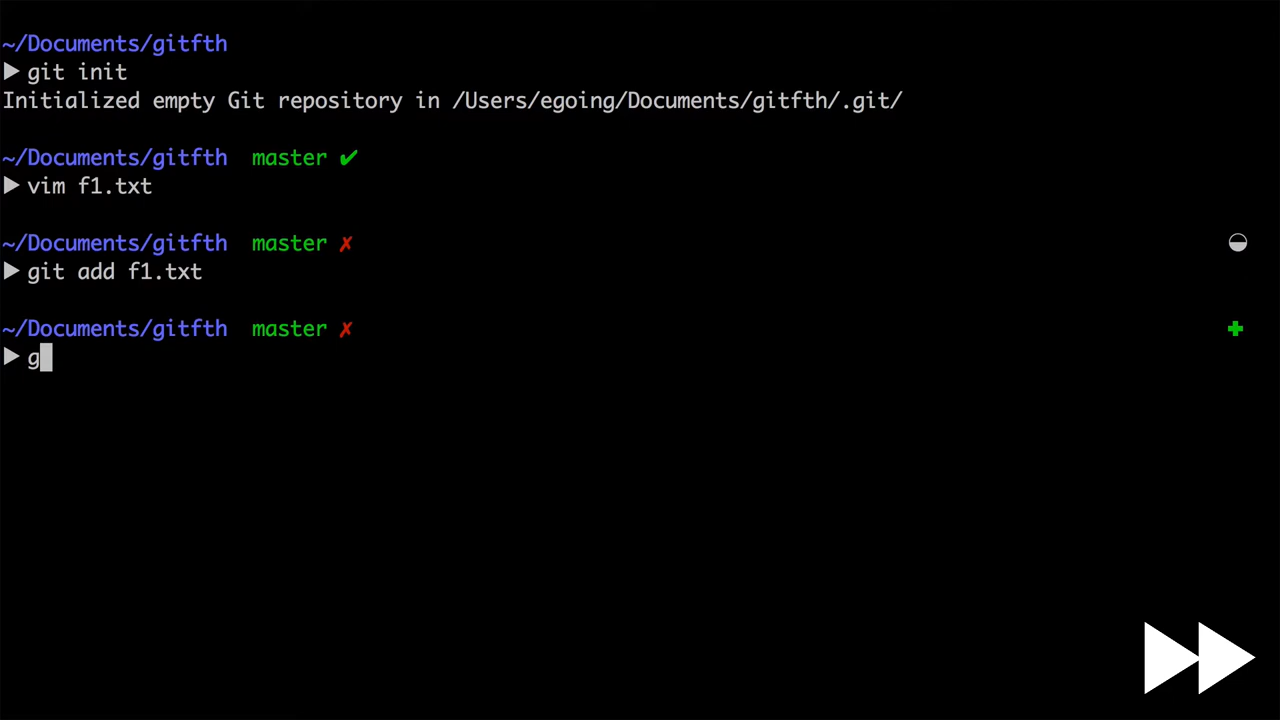 ~/Documents/gitfth
▶ git init
Initialized empty Git repository in /Users/egoing/Documents/gitfth/.git/
~/Documents/gitfth master ✔
▶ vim f1.txt
~/Documents/gitfth master ✗
▶ git add f1.txt
~/Documents/gitfth master ✗
▶ g